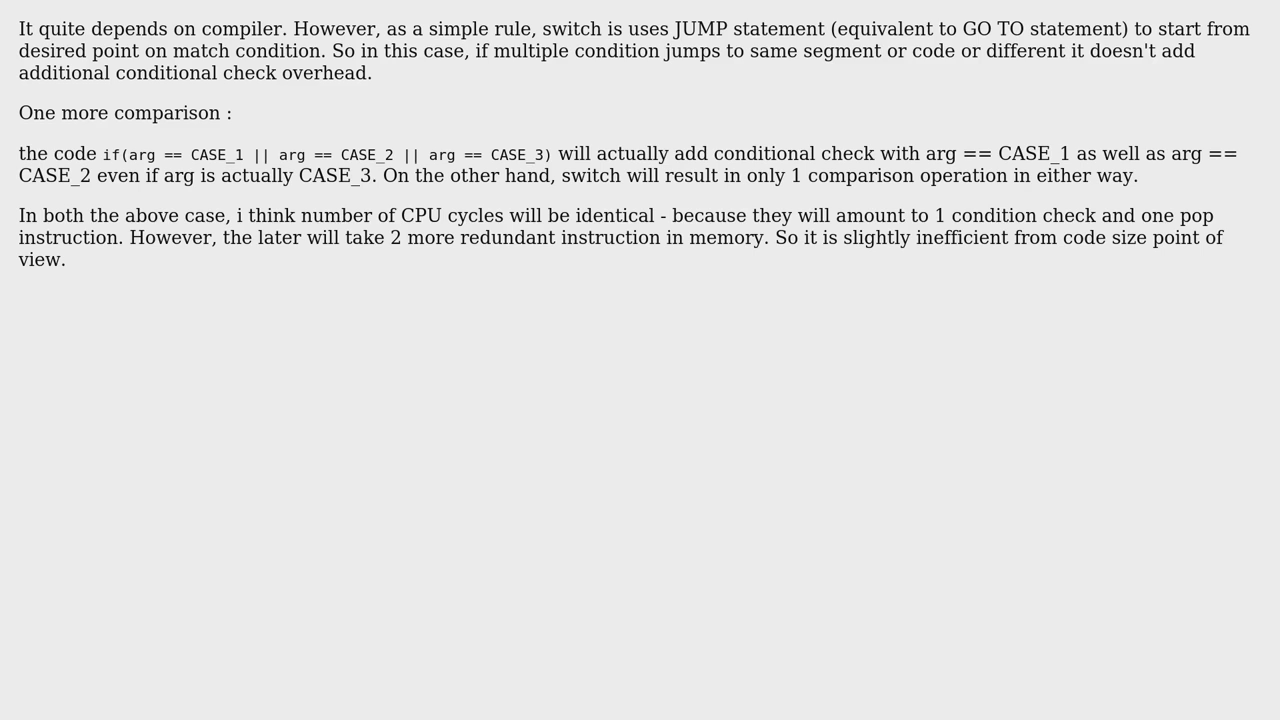 It quite depends on compiler. However, as a simple rule, switch is uses JUMP statement (equivalent to GO TO statement) to start from
desired point on match condition. So in this case, if multiple condition jumps to same segment or code or different it doesn't add
additional conditional check overhead.
One more comparison :
the code if(arg == CASE_1 || arg == CASE_2 || arg == CASE_3) will actually add conditional check with arg == CASE_1 as well as arg ==
CASE_2 even if arg is actually CASE_3. On the other hand, switch will result in only 1 comparison operation in either way.
In both the above case, i think number of CPU cycles will be identical - because they will amount to 1 condition check and one pop
instruction. However, the later will take 2 more redundant instruction in memory. So it is slightly inefficient from code size point of
view.